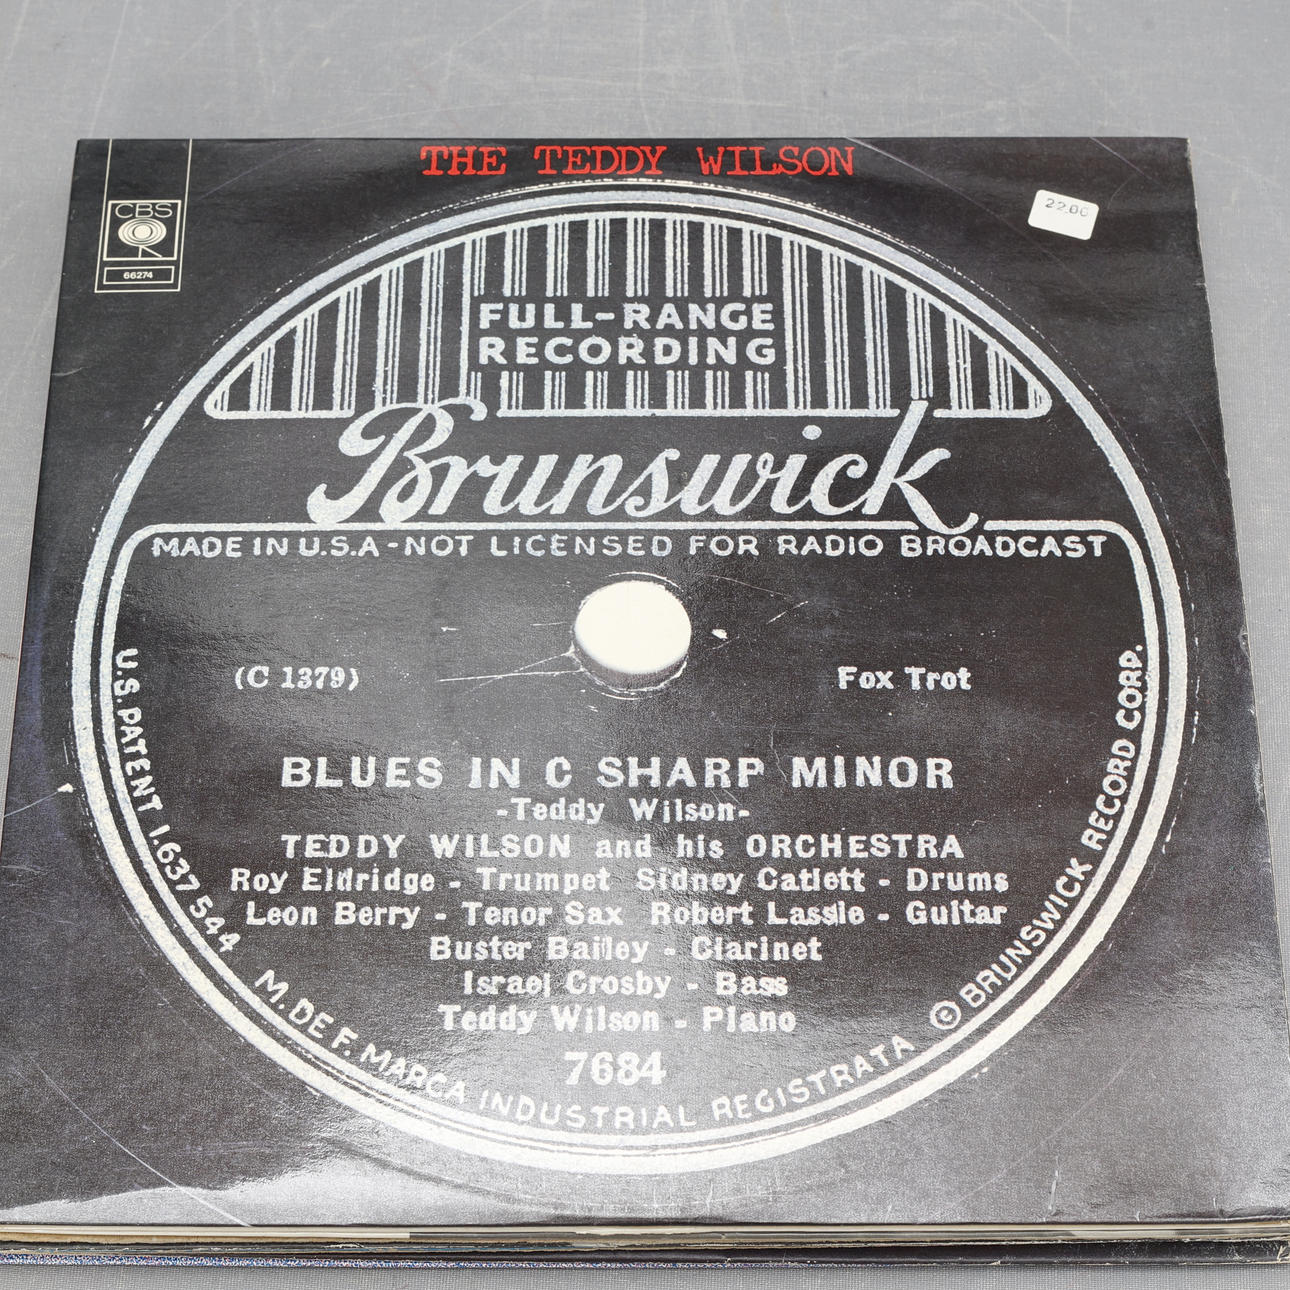 THE TEDDY WILSON
CBS
66274
22.00
FULL-RANGE
RECORDING
Brunswick
MADE IN U.S.A-NOT LICENSED FOR RADIO BROADCAST
(C 1379)
Fox Trot
BLUES IN C SHARP MINOR
-Teddy Wilson-
TEDDY WILSON and his ORCHESTRA
Roy Eldridge - Trumpet Sidney Catlett - Drums
Leon Berry - Tenor Sax Robert Lassie - Guitar
Buster Bailey - Clarinet
Israel Crosby - Bass
Teddy Wilson - Piano
7684
U.S. PATENT 1.637544 M. DE F. MARCA INDUSTRIAL REGISTRATA © BRUNSWICK RECORD CORP.